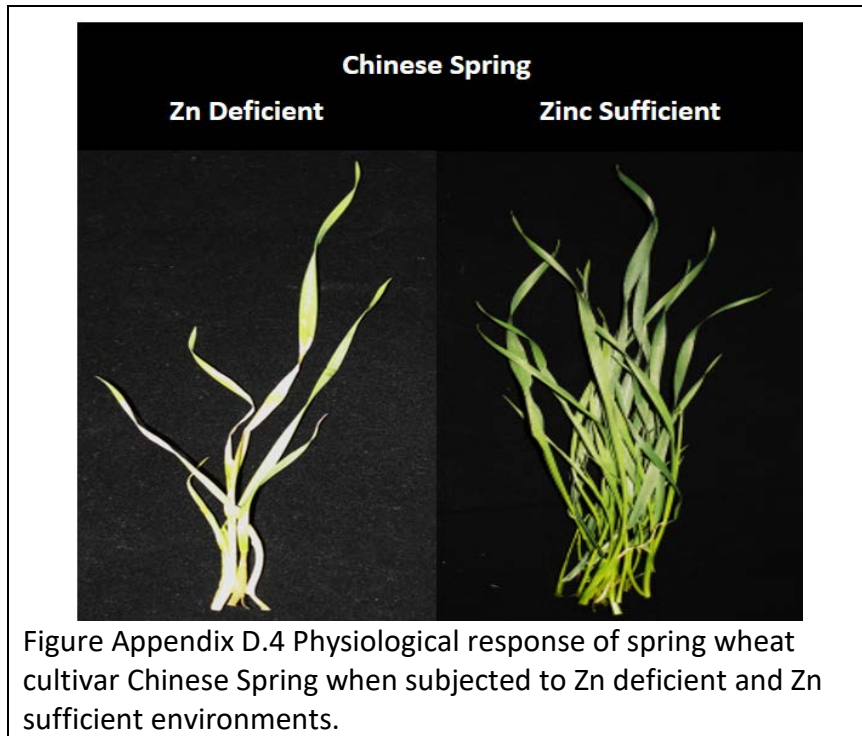 Chinese Spring
Zn Deficient
Zinc Sufficient
Figure Appendix D.4 Physiological response of spring wheat
cultivar Chinese Spring when subjected to Zn deficient and Zn
sufficient environments.